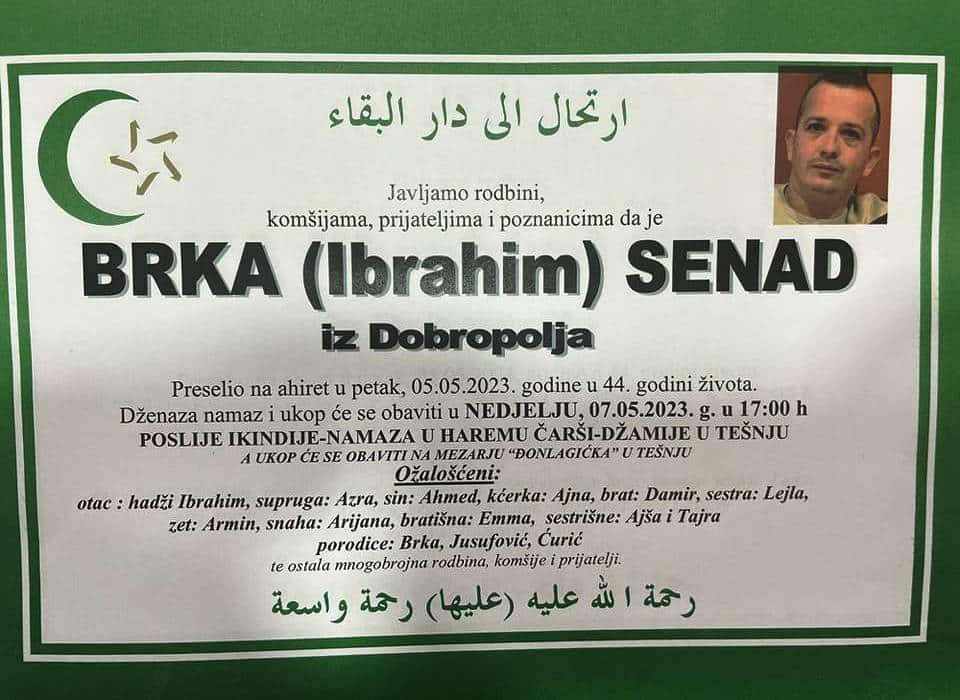 ارتحال الى دار البقاء
Javljamo rodbini,
komšijama, prijateljima i poznanicima da je
BRKA (Ibrahim) SENAD
iz Dobropolja
Preselio na ahiret u petak, 05.05.2023. godine u 44. godini života.
Dženaza namaz i ukop će se obaviti u NEDJELJU, 07.05.2023. g. u 17:00 h
POSLIJE IKINDIJE-NAMAZA U HAREMU ČARŠI-DŽAMIJE U TEŠNJU
A UKOP ĆE SE OBAVITI NA MEZARJU “ĐONLAGIĆKA” U TEŠNJU
Ožalošćeni:
otac : hadži Ibrahim, supruga: Azra, sin: Ahmed, kćerka: Ajna, brat: Damir, sestra: Lejla,
zet: Armin, snaha: Arijana, bratišna: Emma, sestrišne: Ajša i Tajra
porodice: Brka, Jusufović, Ćurić
te ostala mnogobrojna rodbina, komšije i prijatelji.
رحمة الله عليه (عليها) رحمة واسعة